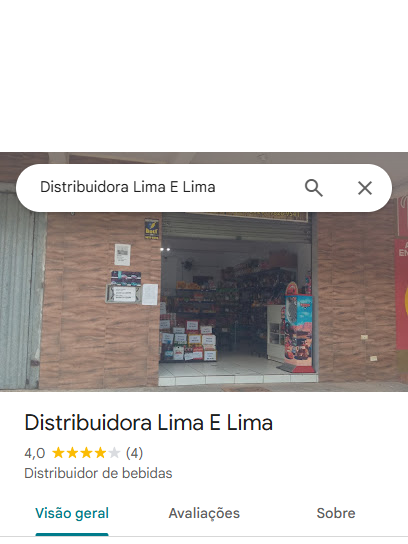 Distribuidora Lima E Lima
Distribuidora Lima E Lima
4,0 (4)
Distribuidor de bebidas
Visão geral Avaliações Sobre